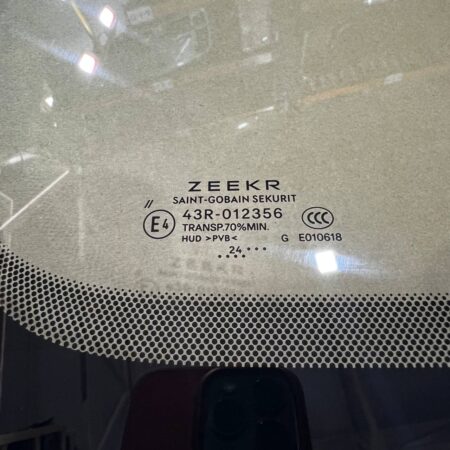 ZEEKR
SAINT-GOBAIN SEKURIT
//
E4 43R-012356 CCC
TRANSP.70%MIN.
HUD >PVB< G E010618
24 •••
••••